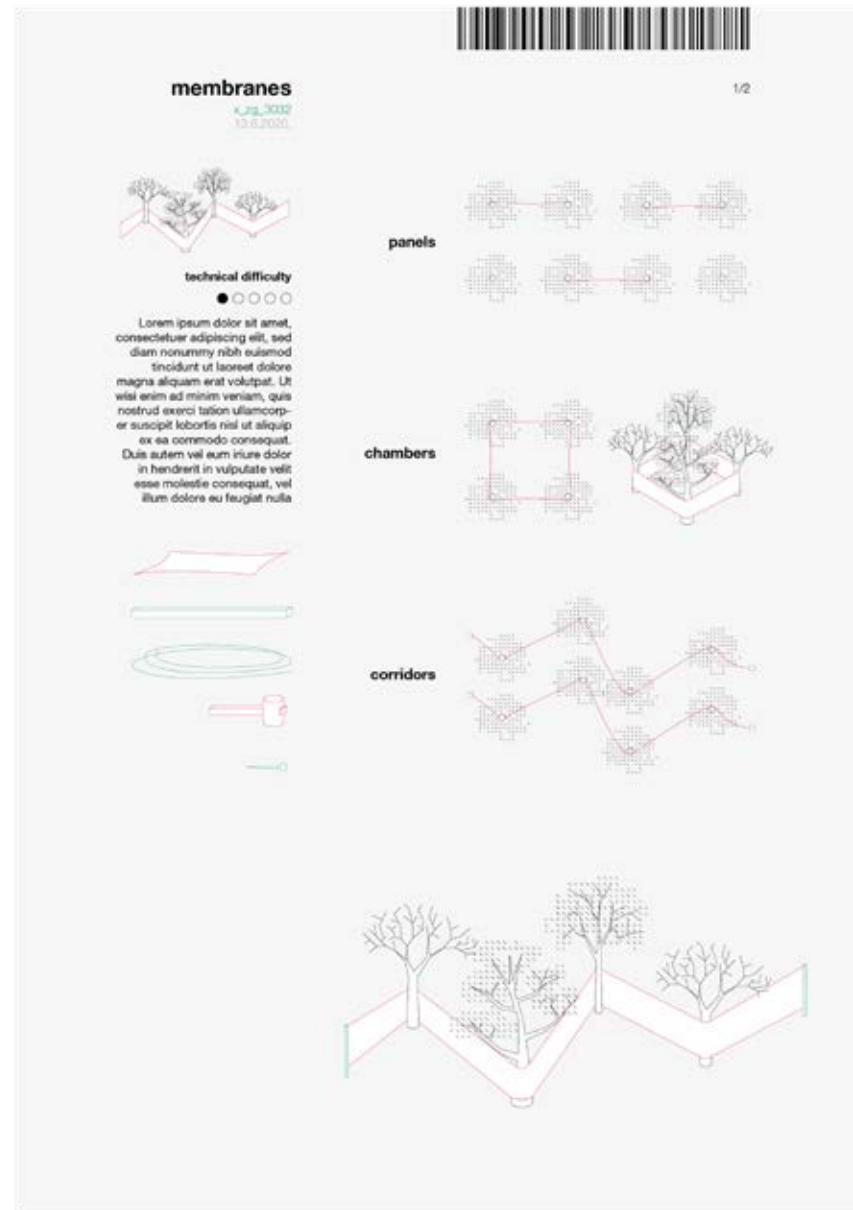 membranes
1/2
x_zg_3032
13.6.2020.
technical difficulty
Lorem ipsum dolor sit amet,
consectetuer adipiscing elit, sed
diam nonummy nibh euismod
tincidunt ut laoreet dolore
magna aliquam erat volutpat. Ut
wisi enim ad minim veniam, quis
nostrud exerci tation ullamcorp-
er suscipit lobortis nisl ut aliquip
ex ea commodo consequat.
Duis autem vel eum iriure dolor
in hendrerit in vulputate velit
esse molestie consequat, vel
illum dolore eu feugiat nulla
panels
chambers
corridors